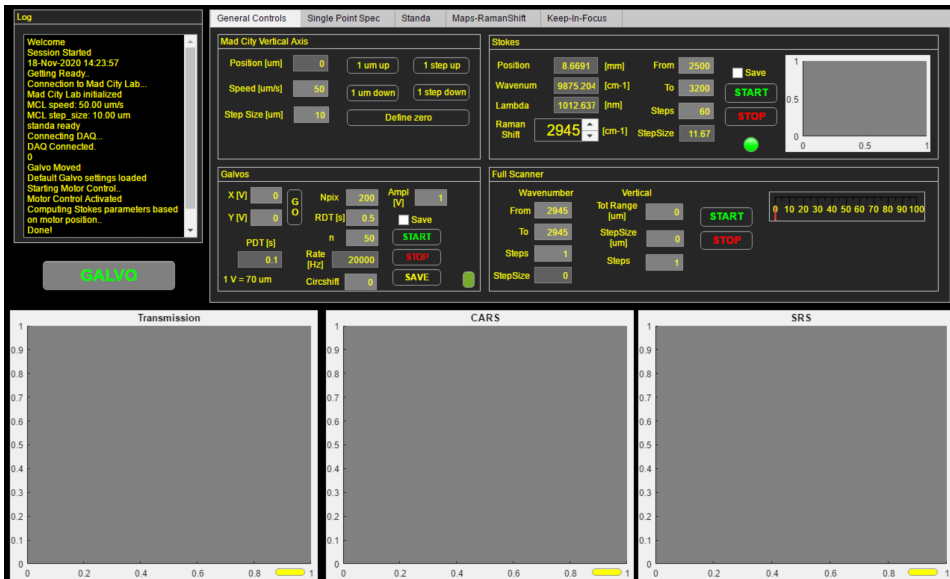 Log
Welcome
Session Started
18-Nov-2020 14:23:57
Getting Ready..
Connection to Mad City Lab...
Mad City Lab initialized
MCL speed: 50.00 um/s
MCL step_size: 10.00 um
standa ready
Connecting DAQ...
DAQ Connected.
0
Galvo Moved
Default Galvo settings loaded
Starting Motor Control..
Motor Control Activated
Computing Stokes parameters based
on motor position..
Done!
GALVO
General Controls Single Point Spec Standa Maps-RamanShift Keep-In-Focus
Mad City Vertical Axis
Position [um] 0 1 um up 1 step up
Speed [um/s] 50 1 um down 1 step down
Step Size [um] 10 Define zero
Stokes
Position 8.6691 [mm] From 2500
Wavenum 9875.204 [cm-1] To 3200
Lambda 1012.637 [nm] Steps 60
Raman
Shift 2945 [cm-1] StepSize 11.67
Save
START
STOP
1
0.5
0
0 0.5 1
Galvos
X [V] 0
Y [V] 0
G
O
PDT [s]
0.1
1 V = 70 um
Npix 200
RDT [s] 0.5
n 50
Rate
[Hz] 20000
Circshift 0
Ampl
[V] 1
Save
START
STOP
SAVE
Full Scanner
Wavenumber
From 2945
To 2945
Steps 1
StepSize 0
Vertical
Tot Range
[um] 0
StepSize
[um] 0
Steps 1
START
STOP
0 10 20 30 40 50 60 70 80 90 100
Transmission
1
0.9
0.8
0.7
0.6
0.5
0.4
0.3
0.2
0.1
0
0 0.2 0.4 0.6 0.8 1
CARS
1
0.9
0.8
0.7
0.6
0.5
0.4
0.3
0.2
0.1
0
0 0.2 0.4 0.6 0.8 1
SRS
1
0.9
0.8
0.7
0.6
0.5
0.4
0.3
0.2
0.1
0
0 0.2 0.4 0.6 0.8 1